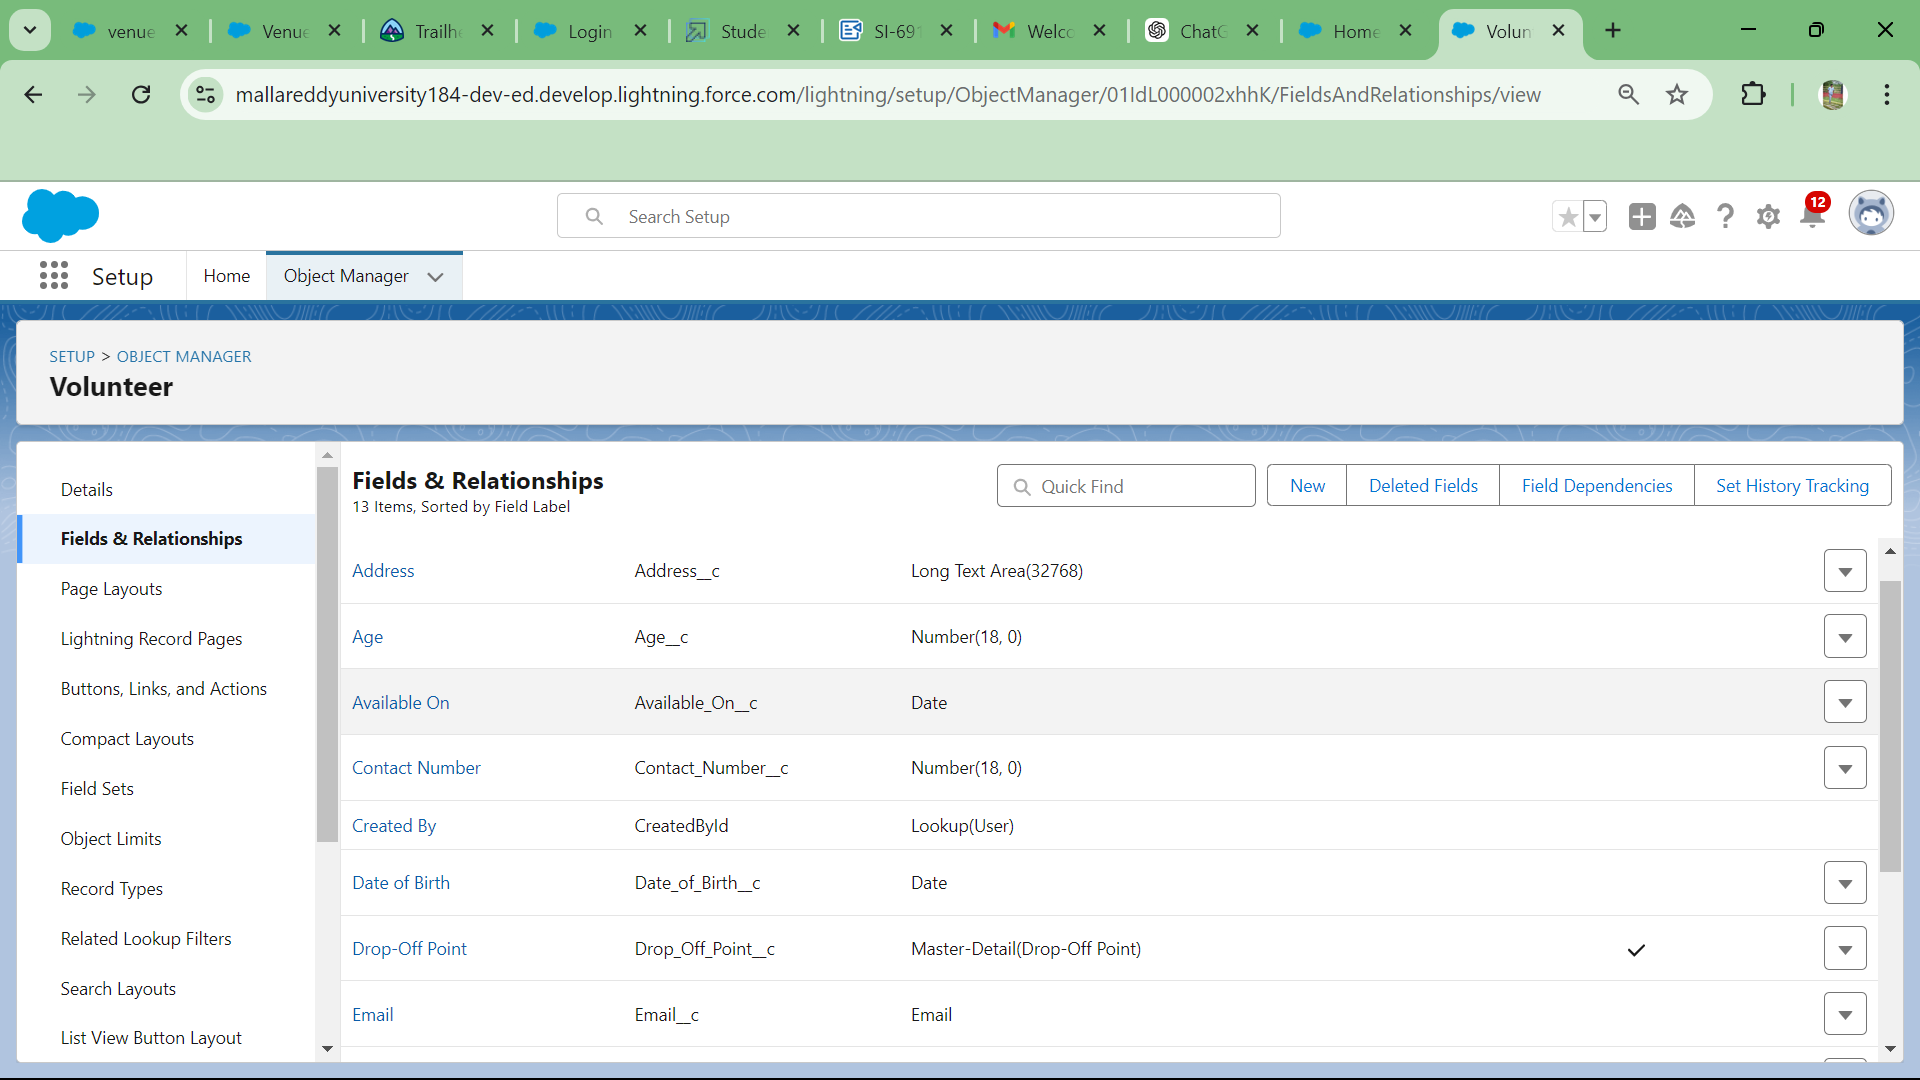 venue
Venue
Trailhe
Login
Stude
SI-691
Welco
ChatG
Home
Volun
mallareddyuniversity184-dev-ed.develop.lightning.force.com/lightning/setup/ObjectManager/01IdL000002xhhK/FieldsAndRelationships/view
Search Setup
12
Setup
Home
Object Manager
SETUP > OBJECT MANAGER
Volunteer
Details
Fields & Relationships
Page Layouts
Lightning Record Pages
Buttons, Links, and Actions
Compact Layouts
Field Sets
Object Limits
Record Types
Related Lookup Filters
Search Layouts
List View Button Layout
Fields & Relationships
13 Items, Sorted by Field Label
Quick Find
New
Deleted Fields
Field Dependencies
Set History Tracking
Address Address__c Long Text Area(32768)
Age Age__c Number(18, 0)
Available On Available_On__c Date
Contact Number Contact_Number__c Number(18, 0)
Created By CreatedById Lookup(User)
Date of Birth Date_of_Birth__c Date
Drop-Off Point Drop_Off_Point__c Master-Detail(Drop-Off Point)
Email Email__c Email